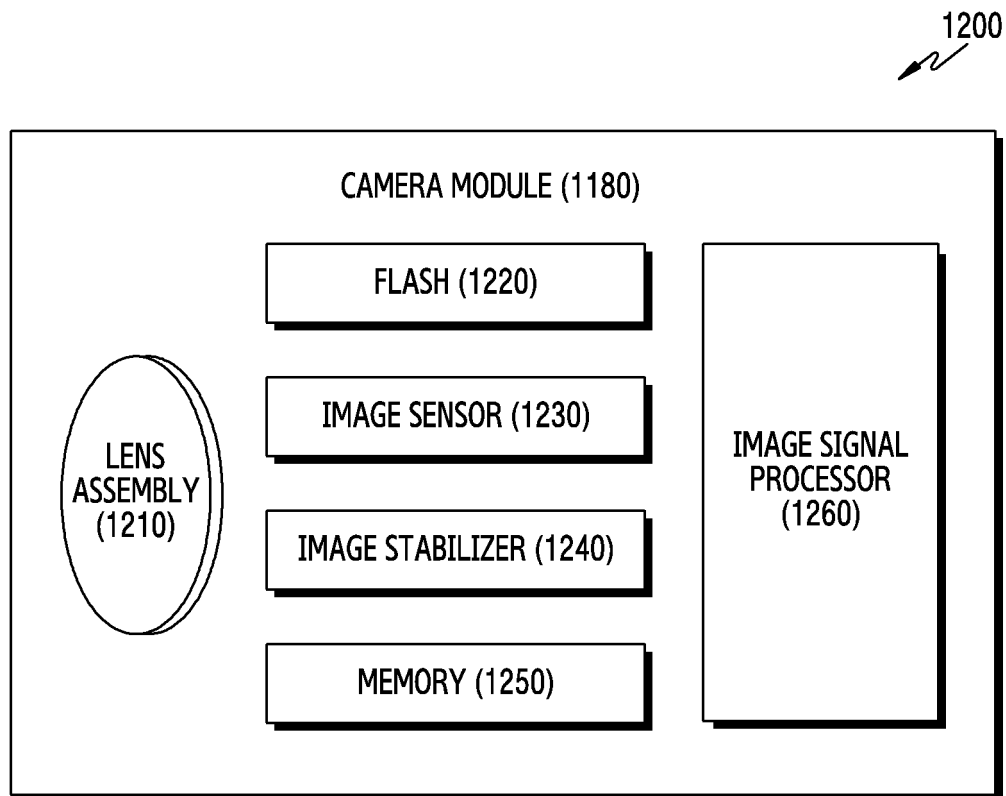 1200
CAMERA MODULE (1180)
FLASH (1220)
IMAGE SENSOR (1230)
LENS
ASSEMBLY
(1210)
IMAGE SIGNAL
PROCESSOR
(1260)
IMAGE STABILIZER (1240)
MEMORY (1250)